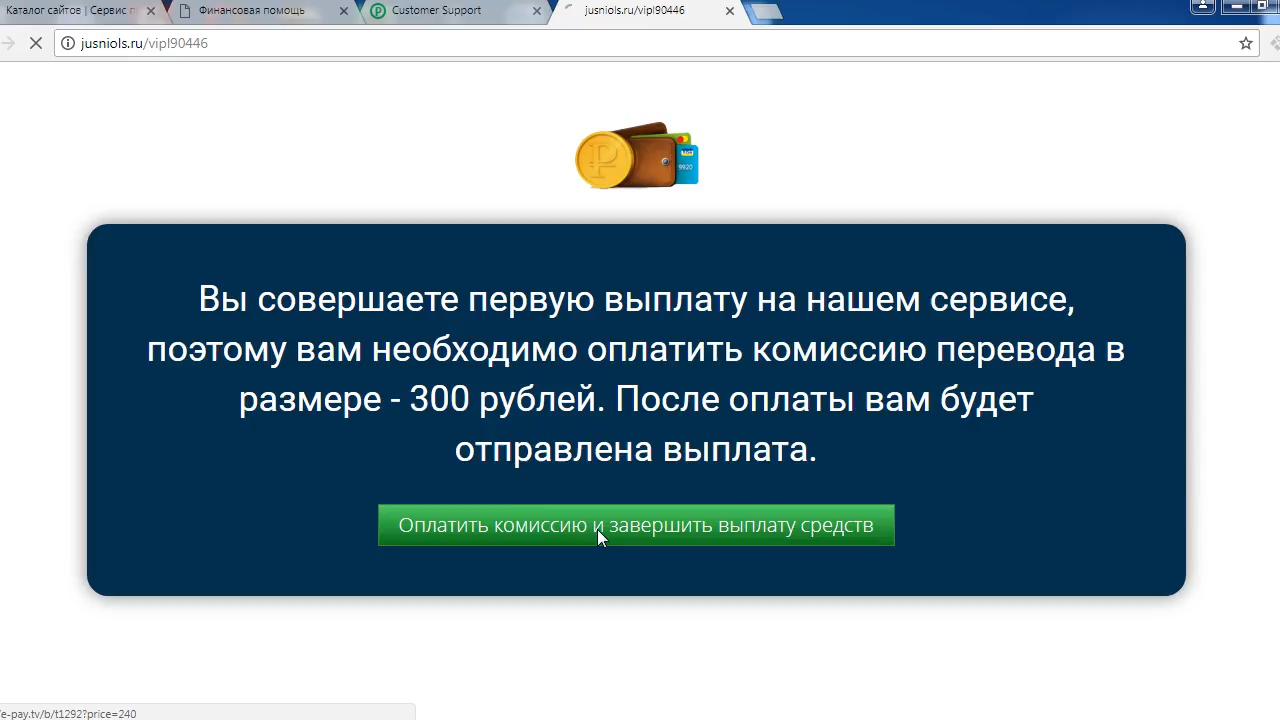 Каталог сайтов | Сервис п
Финансовая помощь
Customer Support
jusniols.ru/vipl90446
jusniols.ru/vipl90446
9920
Вы совершаете первую выплату на нашем сервисе,
поэтому вам необходимо оплатить комиссию перевода в
размере - 300 рублей. После оплаты вам будет
отправлена выплата.
Оплатить комиссию и завершить выплату средств
/e-pay.tv/b/t1292?price=240